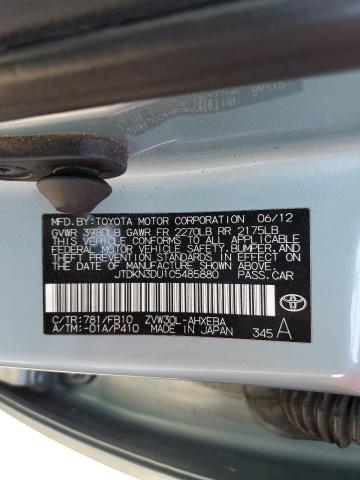 MFD.BY:TOYOTA MOTOR CORPORATION 06/12
GVWR 3980LB GAWR FR 2270LB RR 2175LB
THIS VEHICLE CONFORMS TO ALL APPLICABLE
FEDERAL MOTOR VEHICLE SAFETY, BUMPER, AND
THEFT PREVENTION STANDARDS IN EFFECT ON
THE DATE OF MANUFACTURE SHOWN ABOVE.
JTDKN3DU1C5485880 PASS.CAR
C/TR:781/FB10 ZVW30L-AHXEBA
A/TM:-01A/P410 MADE IN JAPAN 345 A
TOYOTA